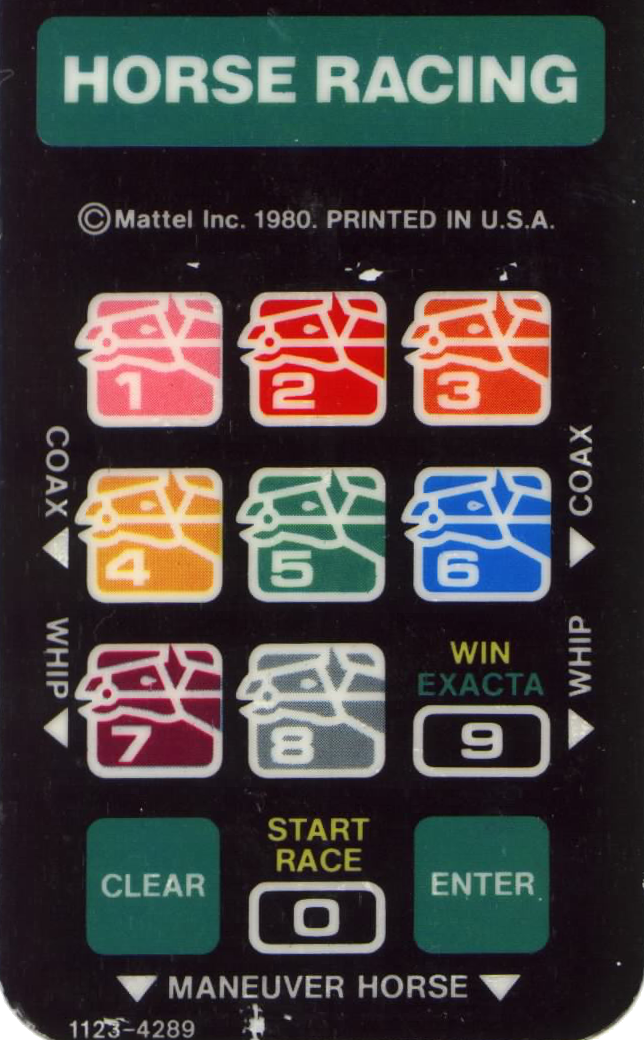 HORSE RACING
©Mattel Inc. 1980. PRINTED IN U.S.A.
1 2 3
COAX COAX
4 5 6
WIN
EXACTA
WHIP WHIP
7 8 9
START
RACE
CLEAR 0 ENTER
MANEUVER HORSE
1123-4289